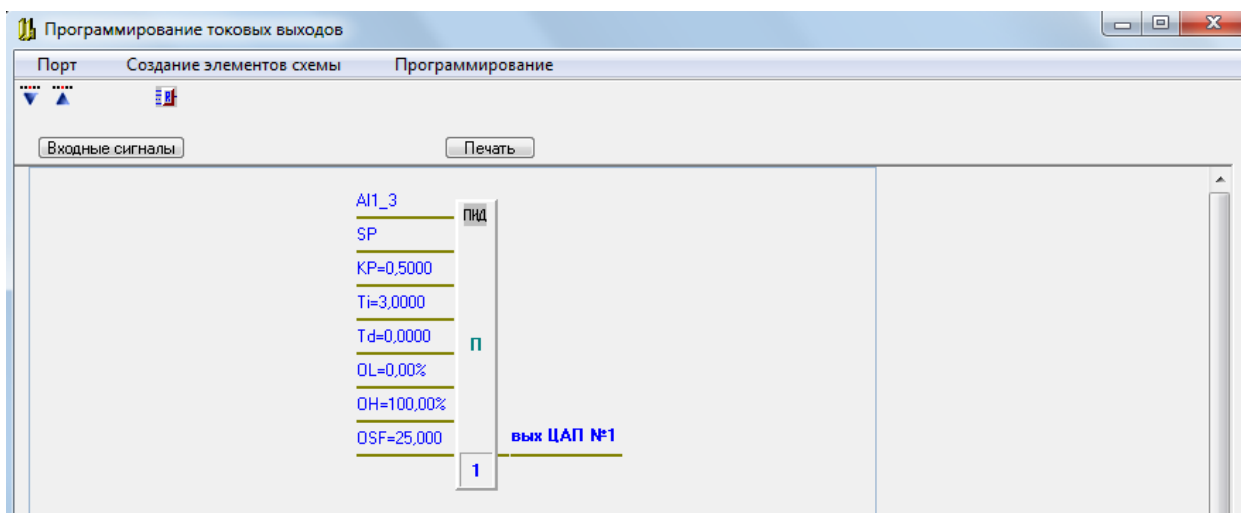 Программирование токовых выходов
Порт Создание элементов схемы Программирование
Входные сигналы Печать
AI1_3
ПИД
SP
KP=0,5000
Ti=3,0000
Td=0,0000
П
OL=0,00%
OH=100,00%
OSF=25,000 вых ЦАП №1
1